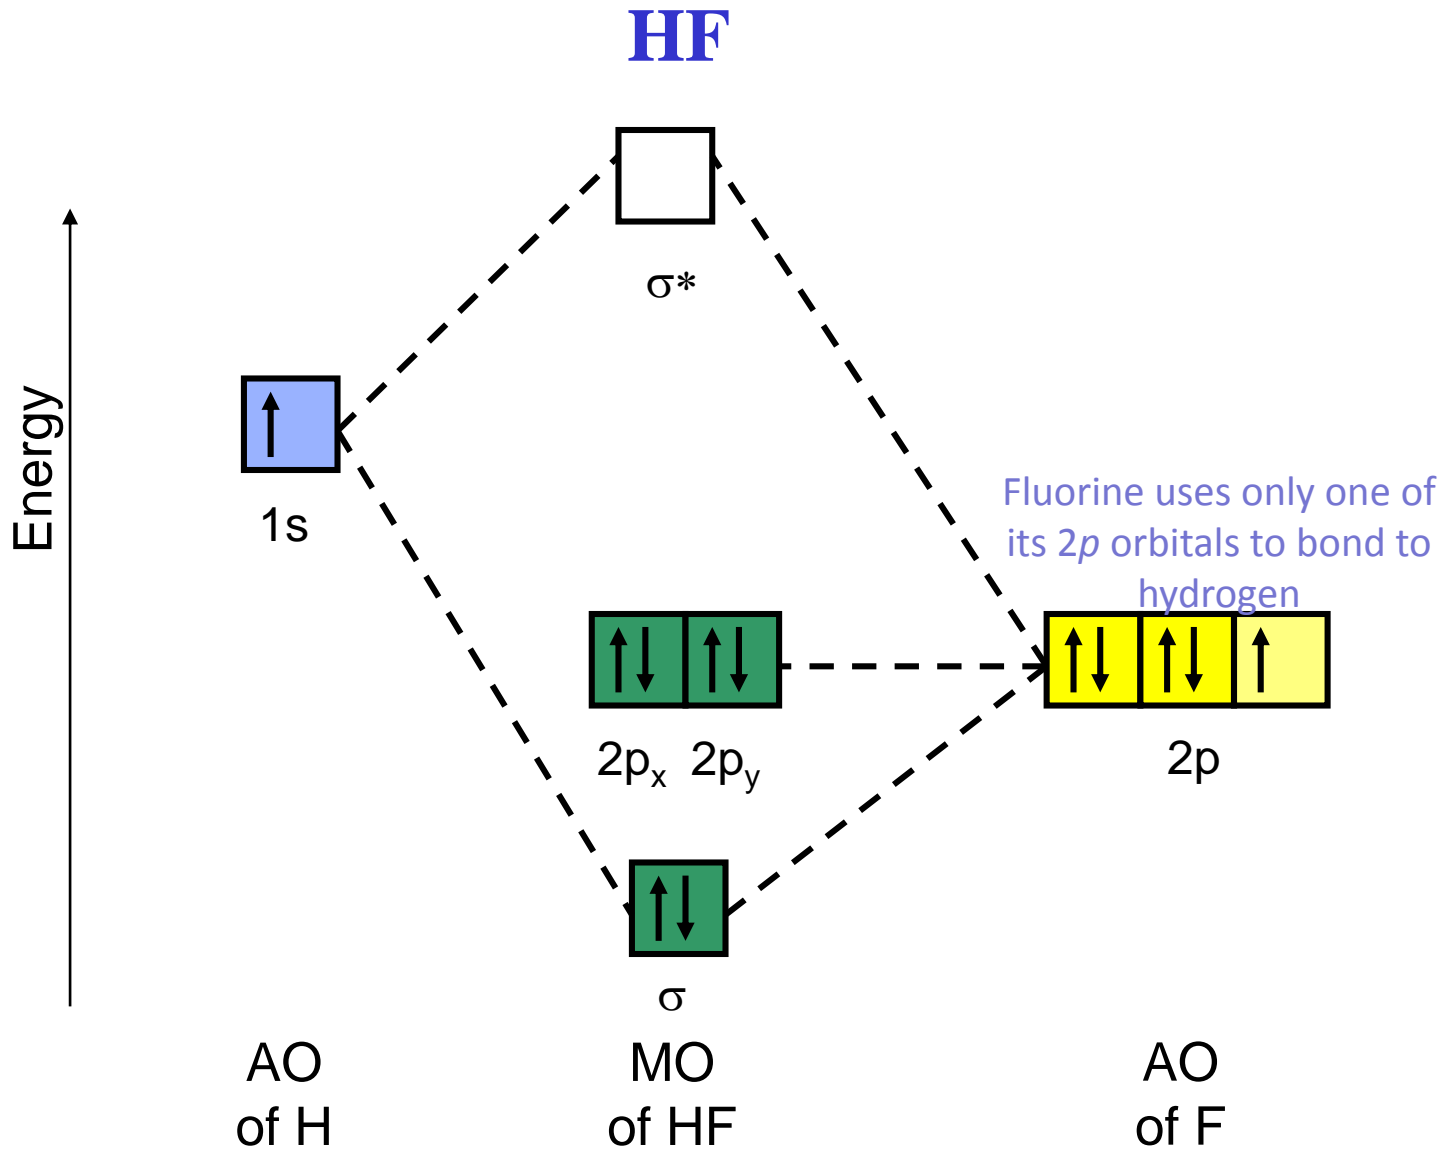 HF
σ*
Energy
1s
Fluorine uses only one of
its 2p orbitals to bond to
hydrogen
2pₓ 2pᵧ
2p
σ
AO
of H
MO
of HF
AO
of F